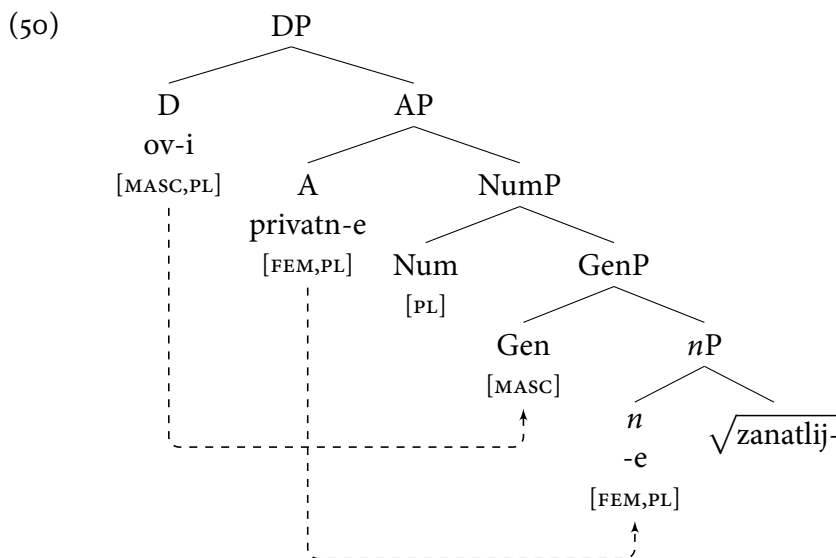 (50) DP
D AP
ov-i
[MASC,PL] A NumP
privatn-e
[FEM,PL] Num GenP
[PL]
Gen nP
[MASC]
n √zanatlij-
-e
[FEM,PL]